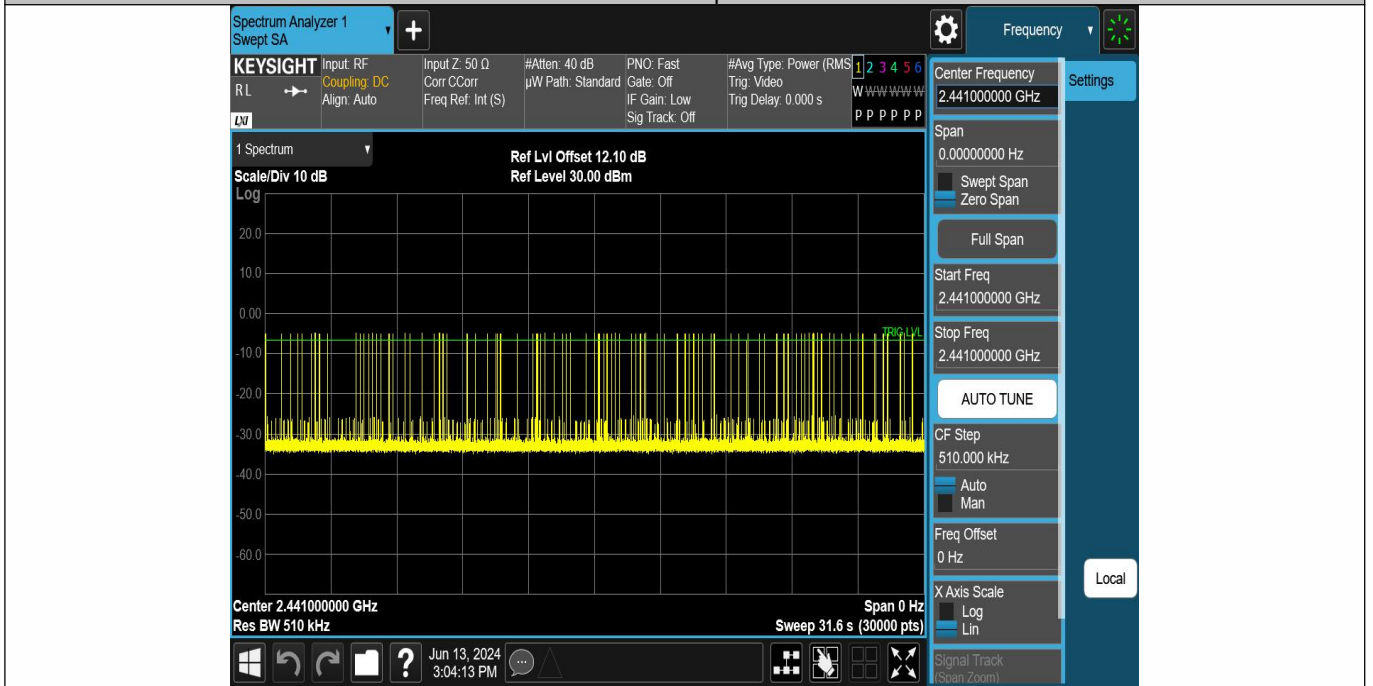 Spectrum Analyzer 1
Swept SA
+
Frequency
KEYSIGHT
RL
LXI
Input: RF
Coupling: DC
Align: Auto
Input Z: 50 Ω
Corr CCorr
Freq Ref: Int (S)
#Atten: 40 dB
µW Path: Standard
PNO: Fast
Gate: Off
IF Gain: Low
Sig Track: Off
#Avg Type: Power (RMS
Trig: Video
Trig Delay: 0.000 s
1 2 3 4 5 6
W W W W W W
P P P P P P
1 Spectrum
Scale/Div 10 dB
Ref Lvl Offset 12.10 dB
Ref Level 30.00 dBm
Log
20.0
10.0
0.00
-10.0
-20.0
-30.0
-40.0
-50.0
-60.0
TRIG LVL
Center 2.441000000 GHz
Res BW 510 kHz
Span 0 Hz
Sweep 31.6 s (30000 pts)
Center Frequency
2.441000000 GHz
Settings
Span
0.00000000 Hz
Swept Span
Zero Span
Full Span
Start Freq
2.441000000 GHz
Stop Freq
2.441000000 GHz
AUTO TUNE
CF Step
510.000 kHz
Auto
Man
Freq Offset
0 Hz
X Axis Scale
Log
Lin
Signal Track
(Span Zoom)
Local
?
Jun 13, 2024
3:04:13 PM